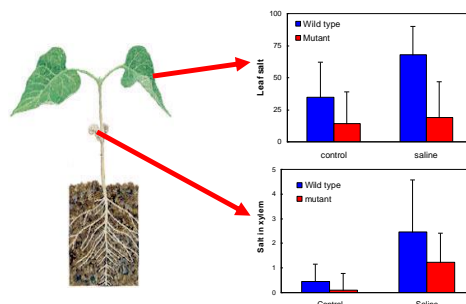 100
75
50
25
0
Leaf salt
Wild type
Mutant
control
saline
5
4
3
2
1
0
Salt in xylem
Wild type
mutant
Control
Saline